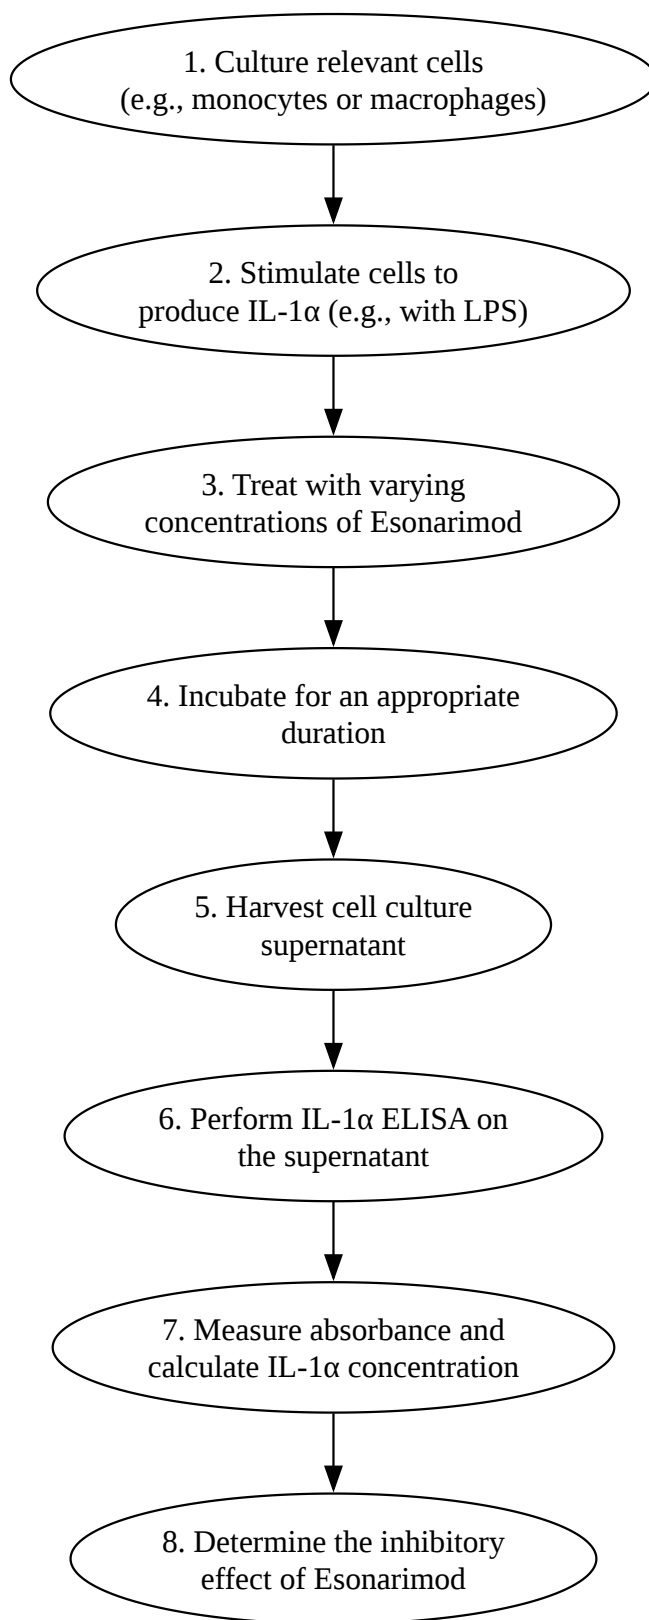 1. Culture relevant cells
(e.g., monocytes or macrophages)
2. Stimulate cells to
produce IL-1α (e.g., with LPS)
3. Treat with varying
concentrations of Esonarimod
4. Incubate for an appropriate
duration
5. Harvest cell culture
supernatant
6. Perform IL-1α ELISA on
the supernatant
7. Measure absorbance and
calculate IL-1α concentration
8. Determine the inhibitory
effect of Esonarimod